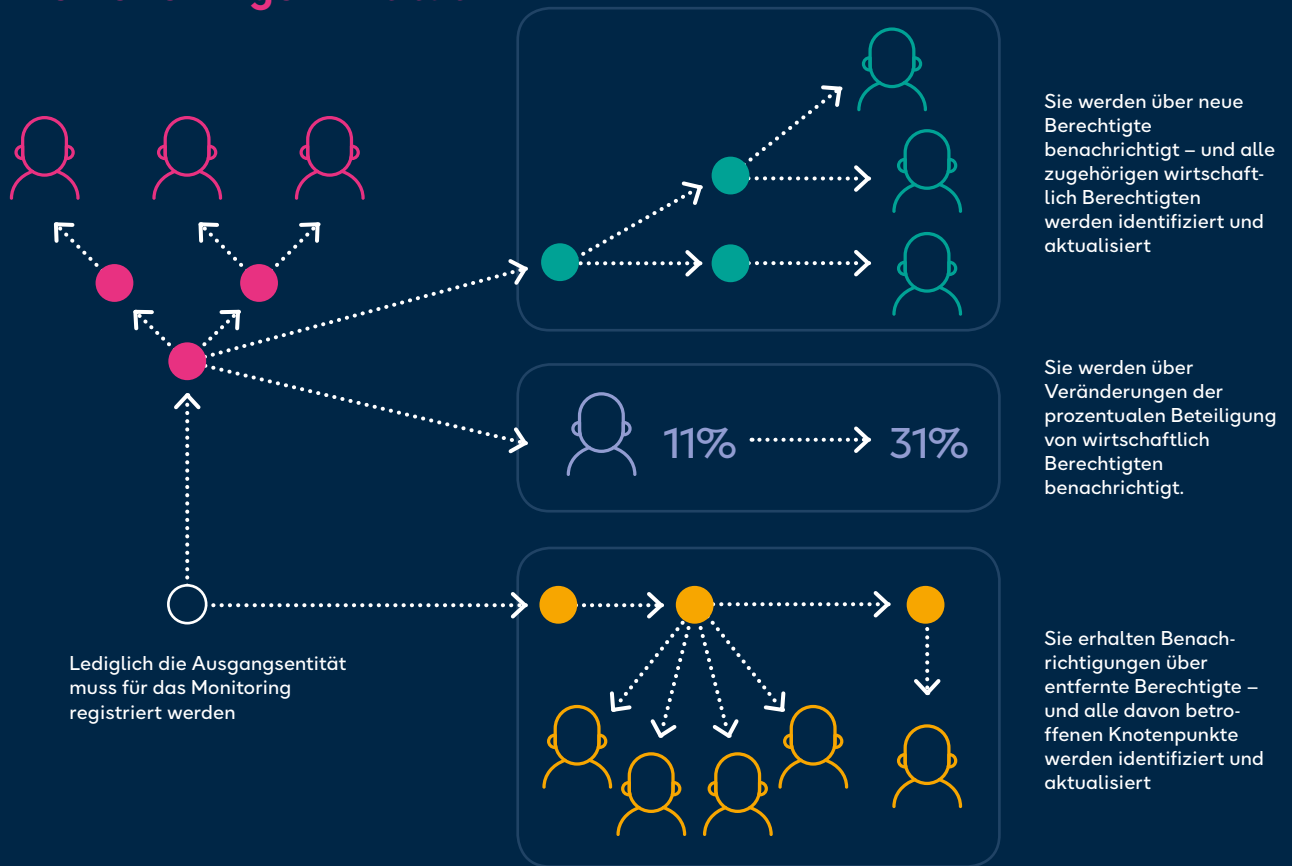 Sie werden über neue
Berechtigte
benachrichtigt – und alle
zugehörigen wirtschaft-
lich Berechtigten
werden identifiziert und
aktualisiert
Sie werden über
Veränderungen der
prozentualen Beteiligung
von wirtschaftlich
Berechtigten
benachrichtigt.
11%
31%
Lediglich die Ausgangsentität
muss für das Monitoring
registriert werden
Sie erhalten Benach-
richtigungen über
entfernte Berechtigte –
und alle davon betro-
ffenen Knotenpunkte
werden identifiziert und
aktualisiert